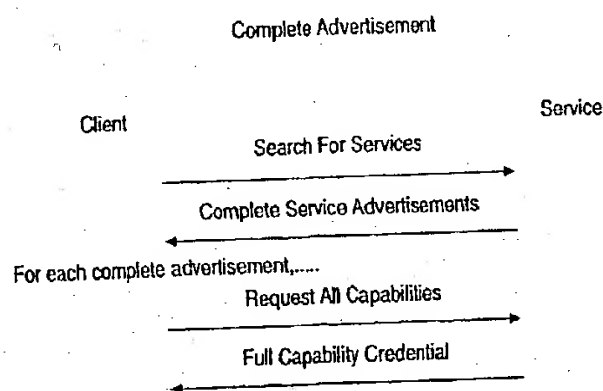 Complete Advertisement
Client
Service
Search For Services
Complete Service Advertisements
For each complete advertisement,.....
Request All Capabilities
Full Capability Credential